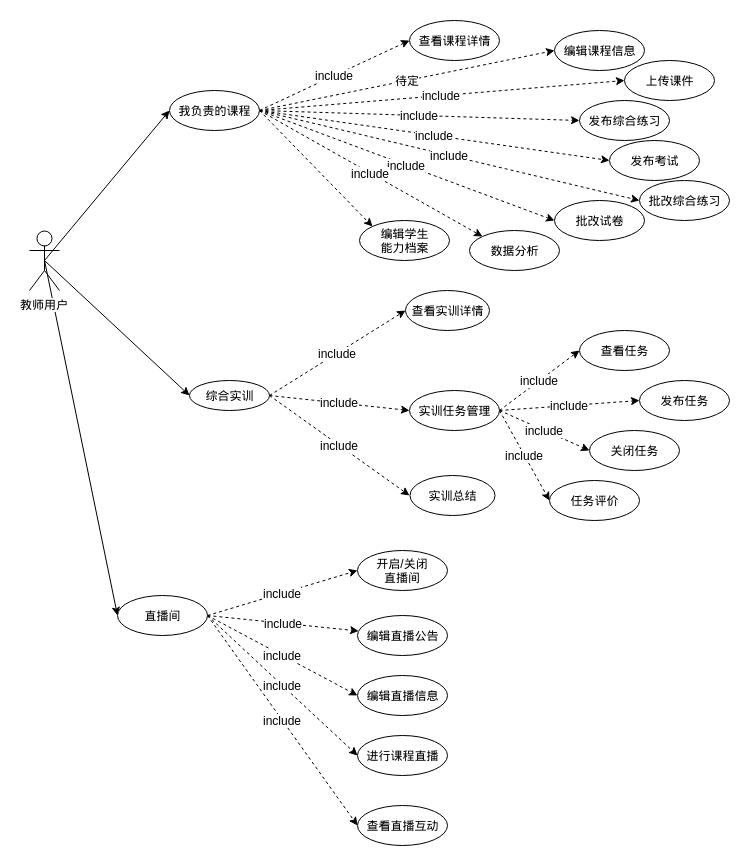 查看课程详情
编辑课程信息
include
待定
上传课件
include
我负责的课程
include
发布综合练习
include
发布考试
include
include
include
批改综合练习
批改试卷
编辑学生
能力档案
数据分析
教师用户
查看实训详情
include
查看任务
include
综合实训
include
实训任务管理
include
发布任务
include
关闭任务
include
include
实训总结
任务评价
开启/关闭
直播间
include
直播间
include
编辑直播公告
include
include
编辑直播信息
include
进行课程直播
查看直播互动